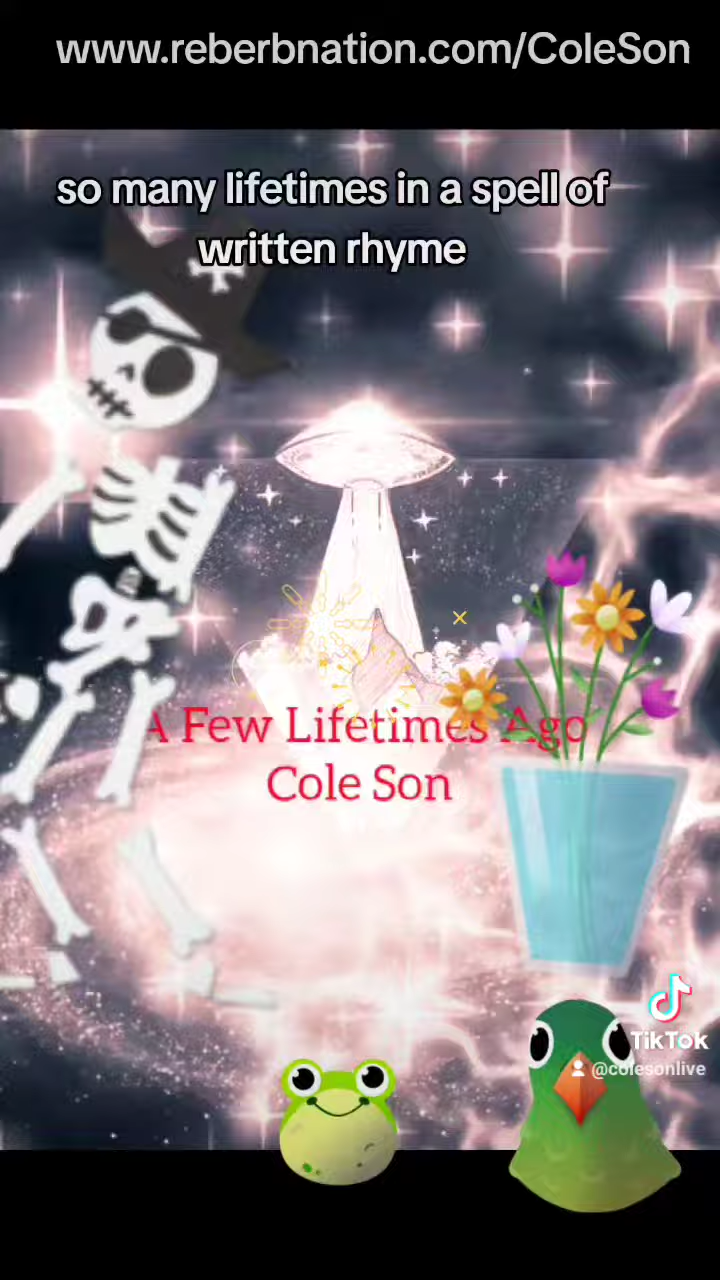 www.reberbnation.com/ColeSon
so many lifetimes in a spell of
written rhyme
A Few Lifetimes Ago
Cole Son
TikTok
@colesonlive